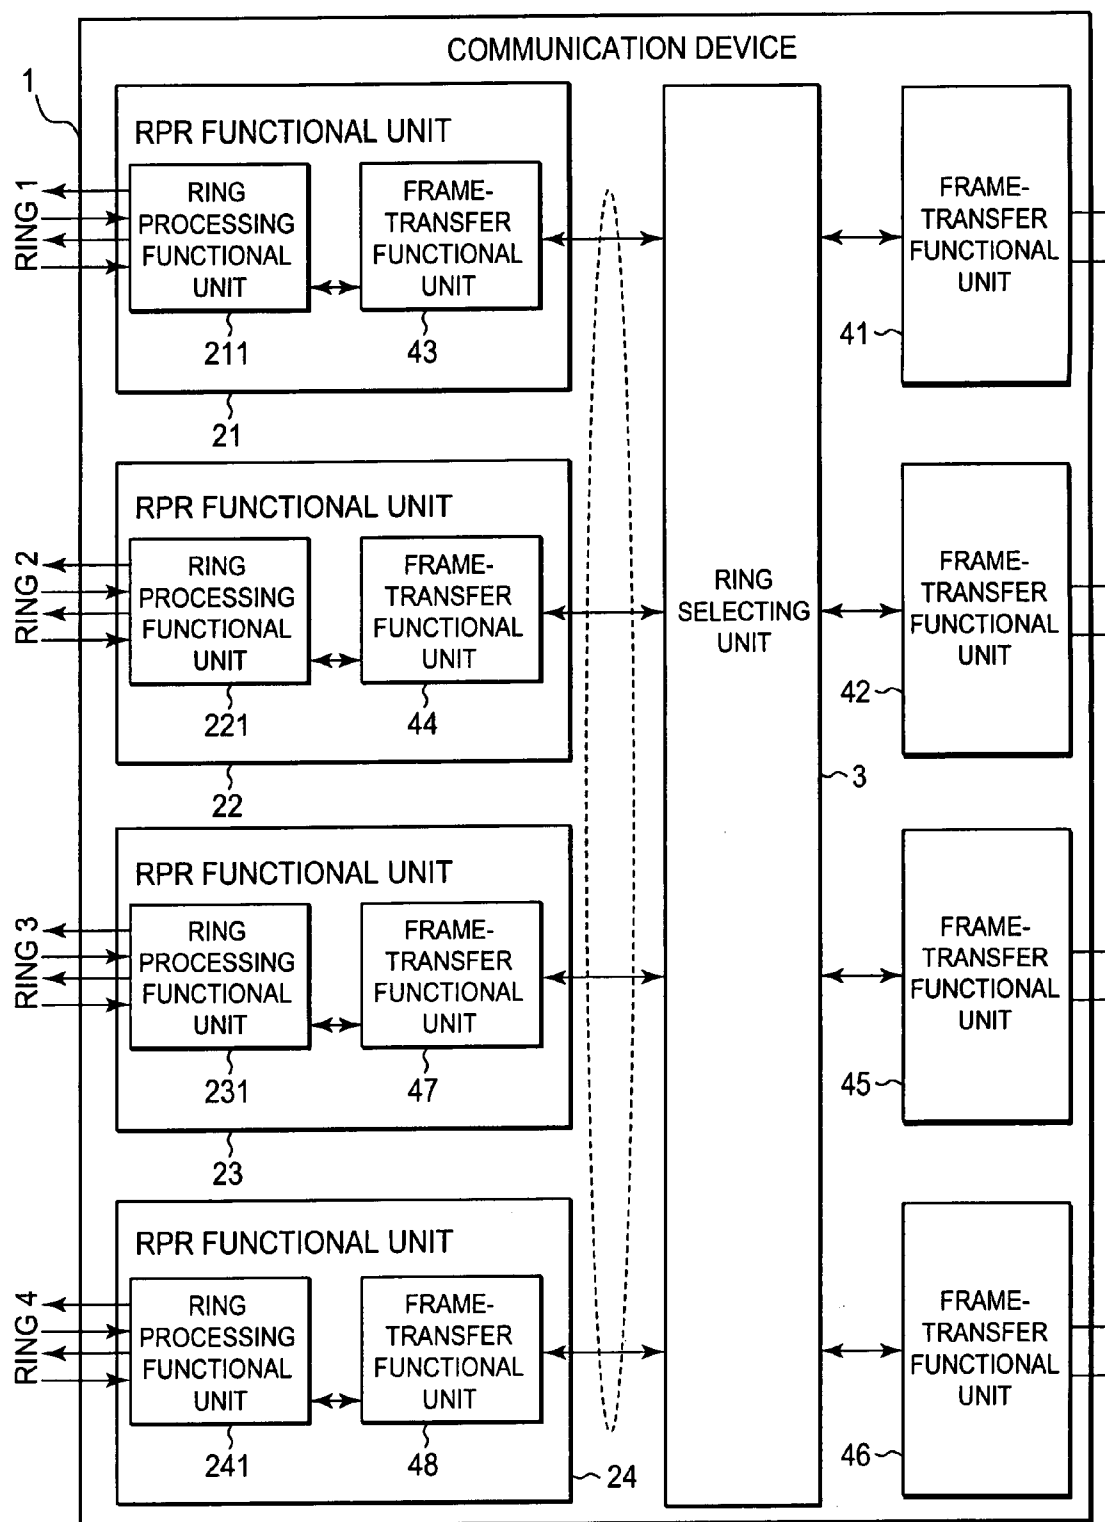 COMMUNICATION DEVICE
1
RPR FUNCTIONAL UNIT
RING 1
RING
PROCESSING
FUNCTIONAL
UNIT
FRAME-
TRANSFER
FUNCTIONAL
UNIT
211
43
21
FRAME-
TRANSFER
FUNCTIONAL
UNIT
41
RPR FUNCTIONAL UNIT
RING 2
RING
PROCESSING
FUNCTIONAL
UNIT
FRAME-
TRANSFER
FUNCTIONAL
UNIT
221
44
22
RING
SELECTING
UNIT
3
FRAME-
TRANSFER
FUNCTIONAL
UNIT
42
RPR FUNCTIONAL UNIT
RING 3
RING
PROCESSING
FUNCTIONAL
UNIT
FRAME-
TRANSFER
FUNCTIONAL
UNIT
231
47
23
FRAME-
TRANSFER
FUNCTIONAL
UNIT
45
RPR FUNCTIONAL UNIT
RING 4
RING
PROCESSING
FUNCTIONAL
UNIT
FRAME-
TRANSFER
FUNCTIONAL
UNIT
241
48
24
FRAME-
TRANSFER
FUNCTIONAL
UNIT
46